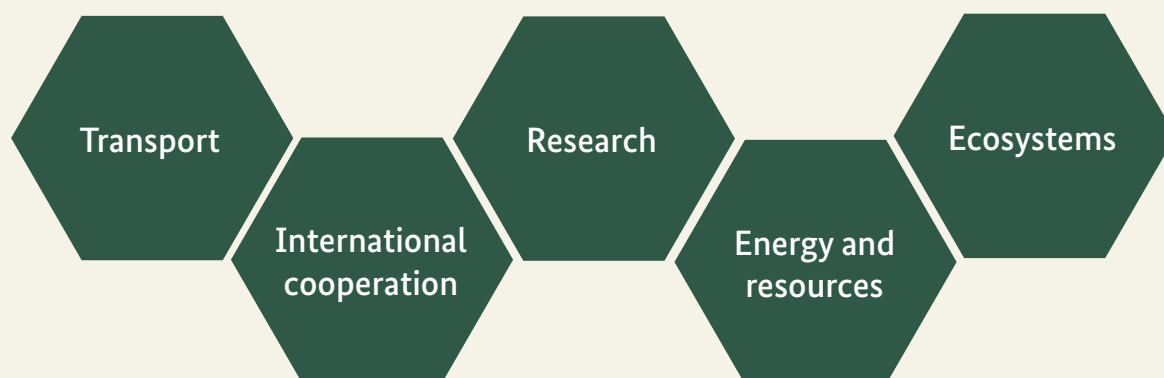 Transport
International
cooperation
Research
Energy and
resources
Ecosystems